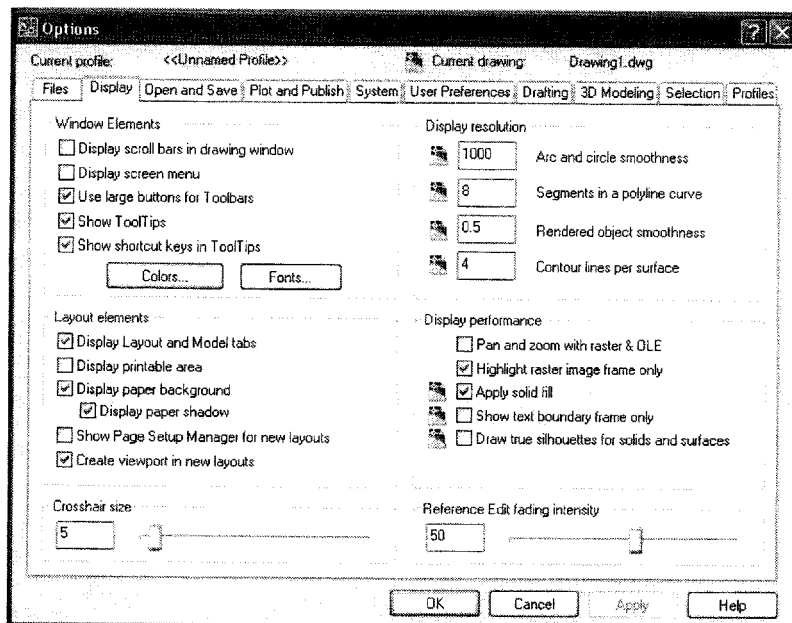 Options
Current profile: <<Unnamed Profile>> Current drawing: Drawing1.dwg
Files Display Open and Save Plot and Publish System User Preferences Drafting 3D Modeling Selection Profiles
Window Elements
Display scroll bars in drawing window
Display screen menu
Use large buttons for Toolbars
Show ToolTips
Show shortcut keys in ToolTips
Colors... Fonts...
Display resolution
1000 Arc and circle smoothness
8 Segments in a polyline curve
0.5 Rendered object smoothness
4 Contour lines per surface
Layout elements
Display Layout and Model tabs
Display printable area
Display paper background
Display paper shadow
Show Page Setup Manager for new layouts
Create viewport in new layouts
Display performance
Pan and zoom with raster & OLE
Highlight raster image frame only
Apply solid fill
Show text boundary frame only
Draw true silhouettes for solids and surfaces
Crosshair size
5
Reference Edit fading intensity
50
OK Cancel Apply Help